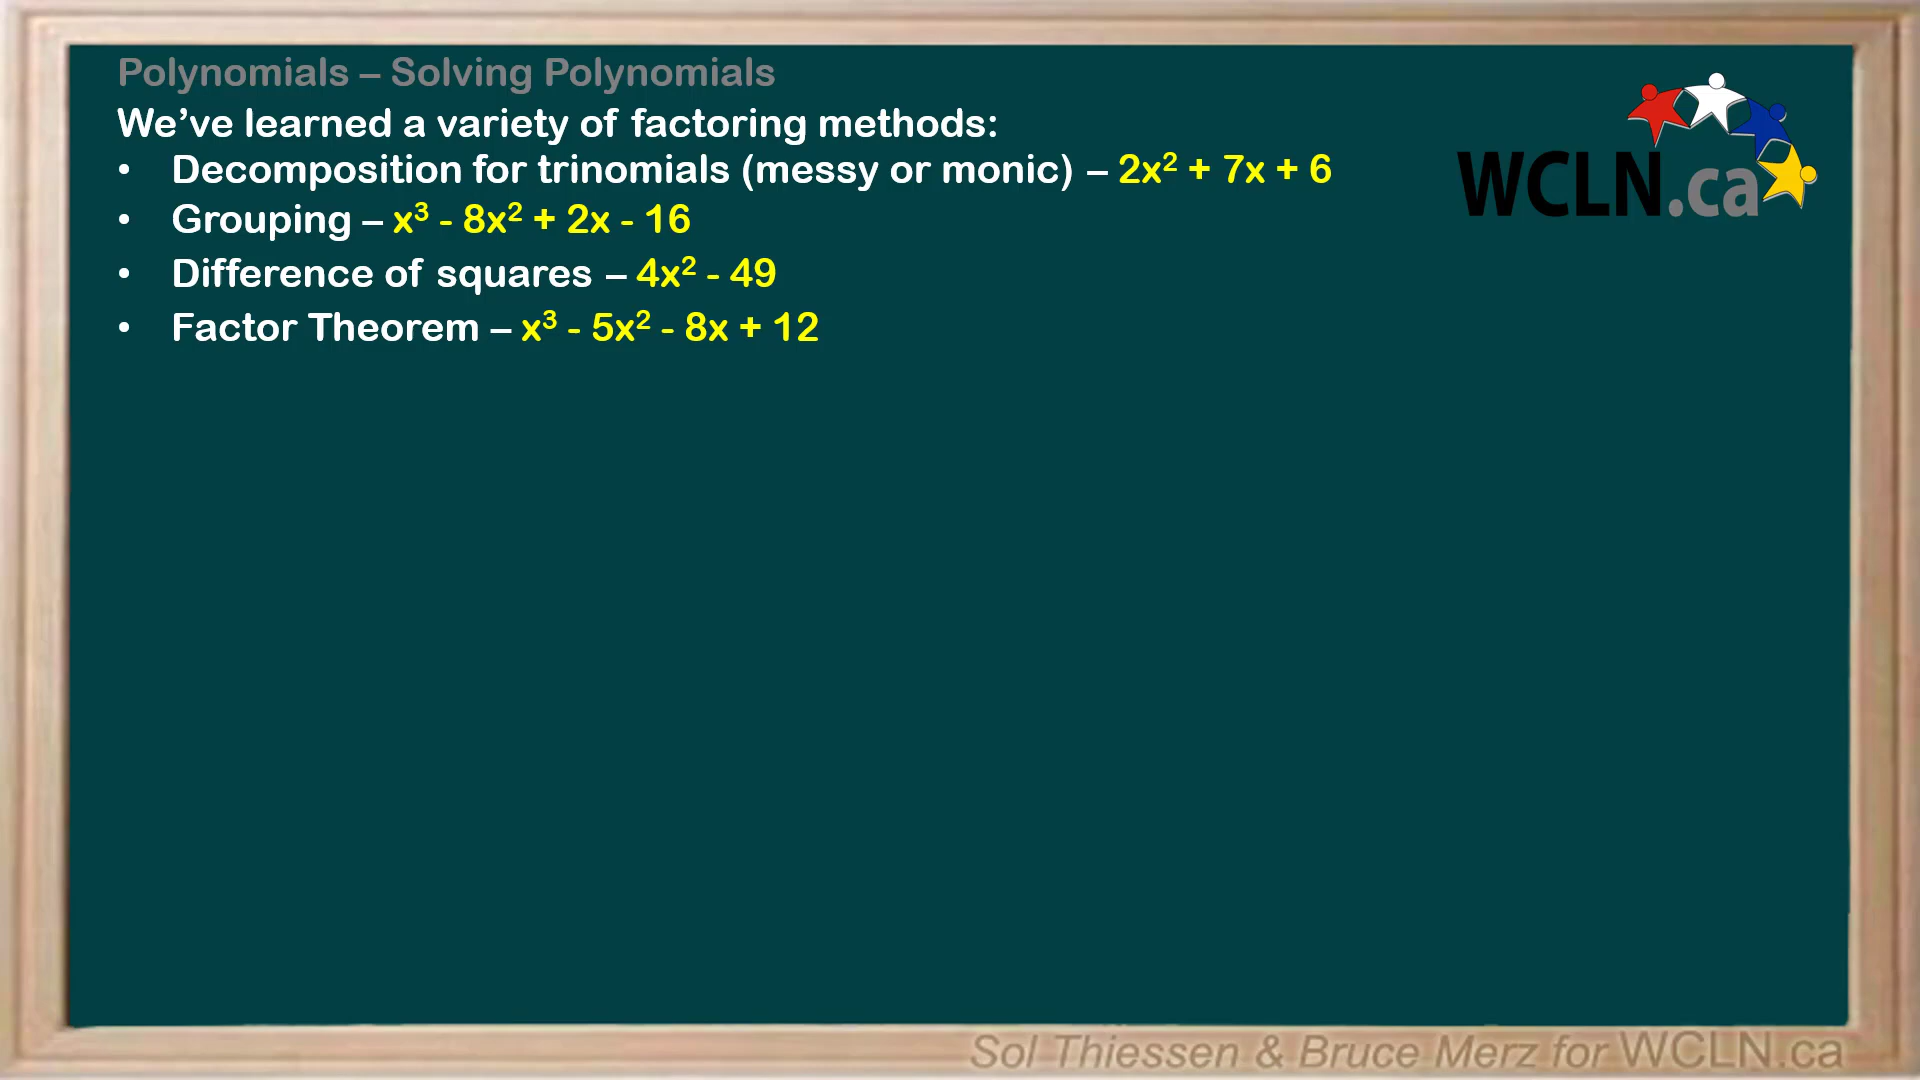 Polynomials – Solving Polynomials
We’ve learned a variety of factoring methods:
• Decomposition for trinomials (messy or monic) – 2x² + 7x + 6
• Grouping – x³ - 8x² + 2x - 16
• Difference of squares – 4x² - 49
• Factor Theorem – x³ - 5x² - 8x + 12
WCLN.ca
Sol Thiessen & Bruce Merz for WCLN.ca